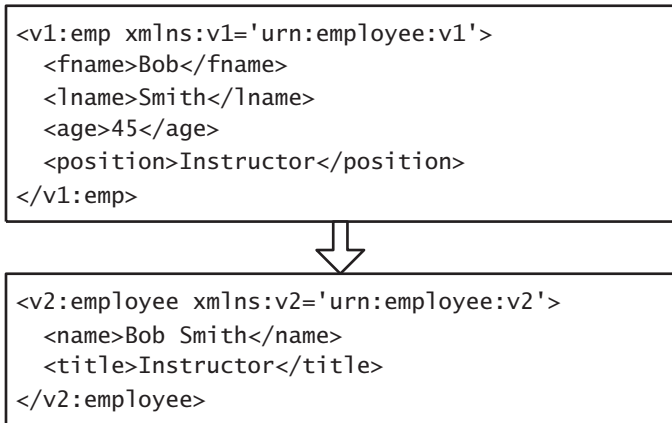 <v1:emp xmlns:v1='urn:employee:v1'>
  <fname>Bob</fname>
  <lname>Smith</lname>
  <age>45</age>
  <position>Instructor</position>
</v1:emp>
<v2:employee xmlns:v2='urn:employee:v2'>
  <name>Bob Smith</name>
  <title>Instructor</title>
</v2:employee>